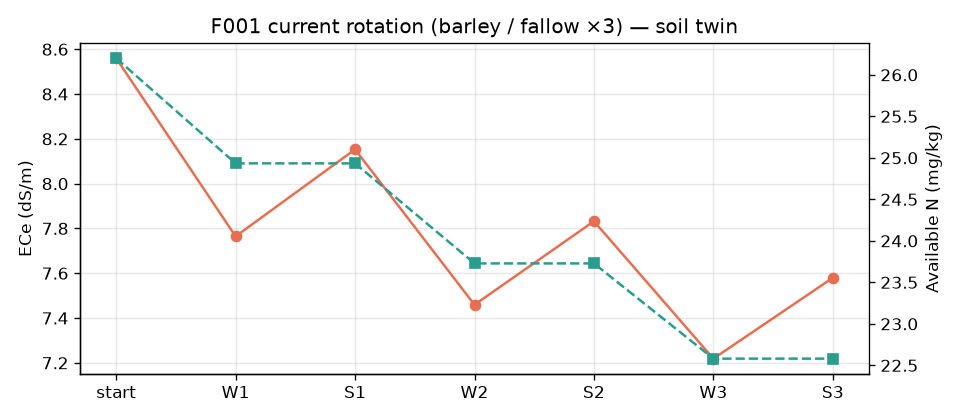 F001 current rotation (barley / fallow ×3) — soil twin
ECe (dS/m)
8.6
8.4
8.2
8.0
7.8
7.6
7.4
7.2
start
W1
S1
W2
S2
W3
S3
26.0
25.5
25.0
24.5
24.0
23.5
23.0
22.5
Available N (mg/kg)